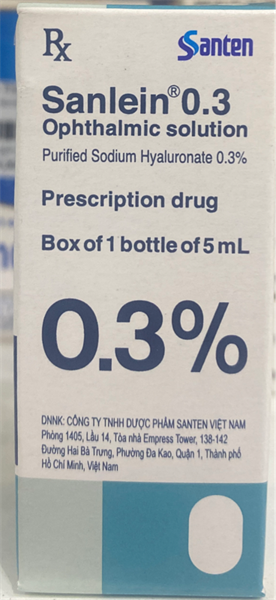 Rx
Santen
Sanlein® 0.3
Ophthalmic solution
Purified Sodium Hyaluronate 0.3%
Prescription drug
Box of 1 bottle of 5 mL
0.3%
DNNK: CÔNG TY TNHH DƯỢC PHẨM SANTEN VIỆT NAM
Phòng 1405, Lầu 14, Tòa nhà Empress Tower, 138-142
Đường Hai Bà Trưng, Phường Đa Kao, Quận 1, Thành phố
Hồ Chí Minh, Việt Nam